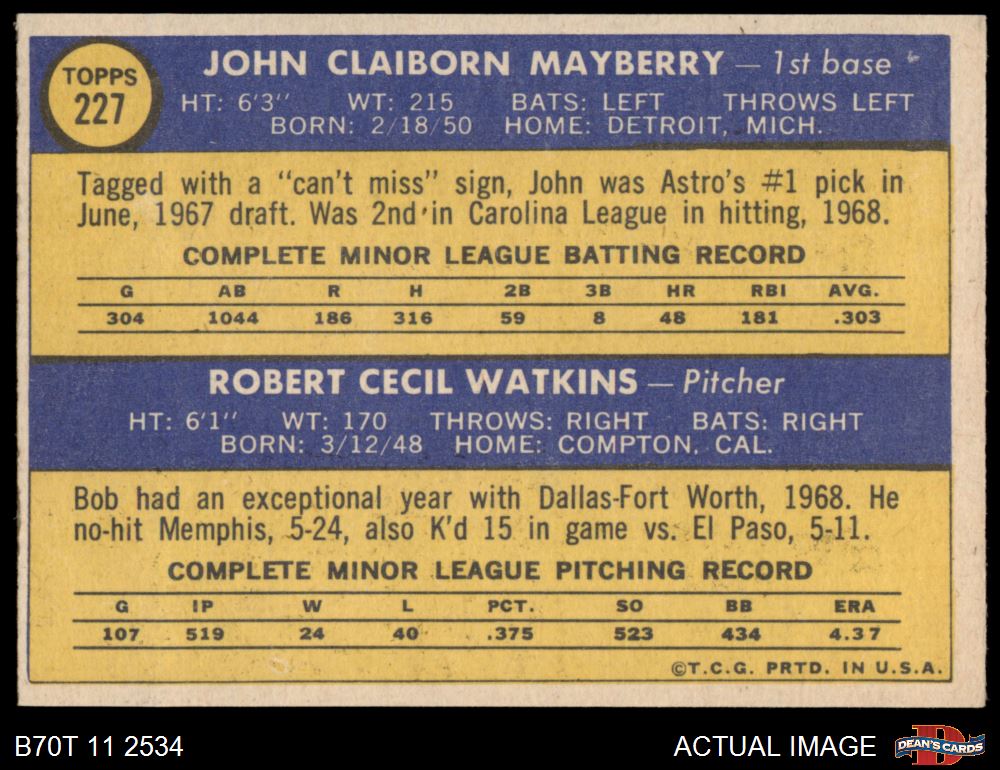 TOPPS
227
JOHN CLAIBORN MAYBERRY — 1st base
HT: 6'3" WT: 215 BATS: LEFT THROWS LEFT
BORN: 2/18/50 HOME: DETROIT, MICH.
Tagged with a "can't miss" sign, John was Astro's #1 pick in
June, 1967 draft. Was 2nd in Carolina League in hitting, 1968.
COMPLETE MINOR LEAGUE BATTING RECORD
G AB R H 2B 3B HR RBI AVG.
304 1044 186 316 59 8 48 181 .303
ROBERT CECIL WATKINS — Pitcher
HT: 6'1" WT: 170 THROWS: RIGHT BATS: RIGHT
BORN: 3/12/48 HOME: COMPTON, CAL.
Bob had an exceptional year with Dallas-Fort Worth, 1968. He
no-hit Memphis, 5-24, also K'd 15 in game vs. El Paso, 5-11.
COMPLETE MINOR LEAGUE PITCHING RECORD
G IP W L PCT. SO BB ERA
107 519 24 40 .375 523 434 4.37
©T.C.G. PRTD. IN U.S.A.
B70T 11 2534
ACTUAL IMAGE
D
DEAN'S CARDS